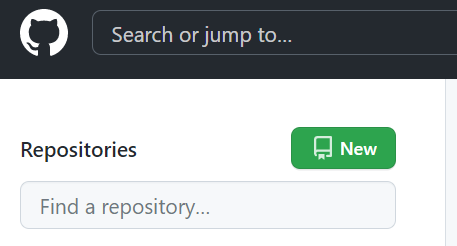 Search or jump to...
Repositories
New
Find a repository...